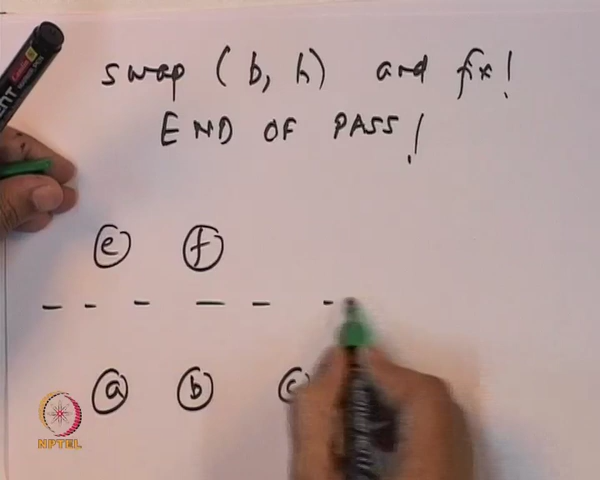 swap (b, h) and fix!
END OF PASS!
e f
a b c
NPTEL